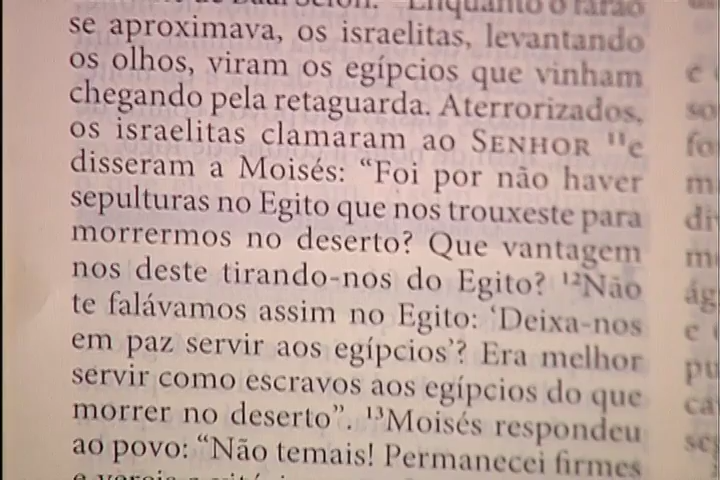 Enquanto o faraó
se aproximava, os israelitas, levantando
os olhos, viram os egípcios que vinham
chegando pela retaguarda. Aterrorizados,
os israelitas clamaram ao SENHOR ¹¹e
disseram a Moisés: “Foi por não haver
sepulturas no Egito que nos trouxeste para
morrermos no deserto? Que vantagem
nos deste tirando-nos do Egito? ¹²Não
te falávamos assim no Egito: ‘Deixa-nos
em paz servir aos egípcios’? Era melhor
servir como escravos aos egípcios do que
morrer no deserto”. ¹³Moisés respondeu
ao povo: “Não temais! Permanecei firmes